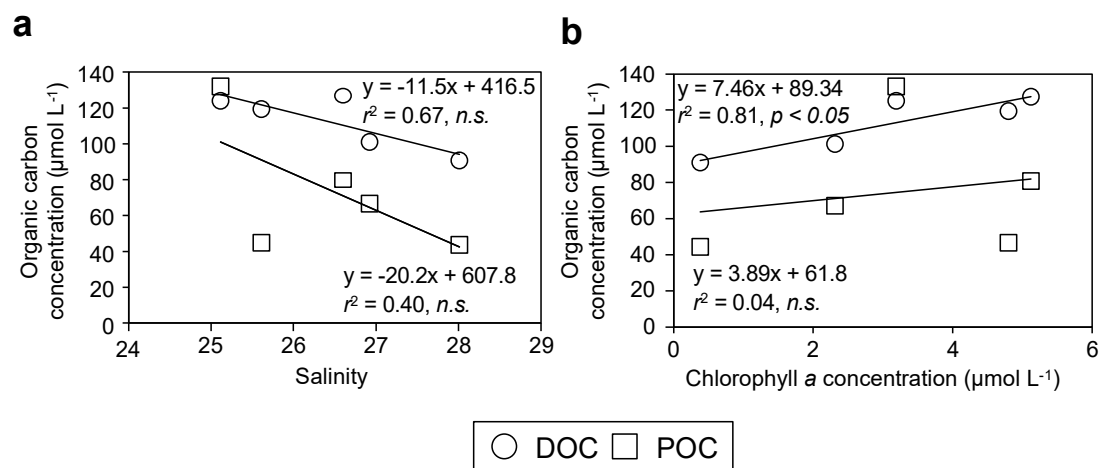 a
Organic carbon
concentration (µmol L-1)
140
120
100
80
60
40
20
0
y = -11.5x + 416.5
r² = 0.67, n.s.
y = -20.2x + 607.8
r² = 0.40, n.s.
24 25 26 27 28 29
Salinity
b
Organic carbon
concentration (µmol L-1)
140
120
100
80
60
40
20
0
y = 7.46x + 89.34
r² = 0.81, p < 0.05
y = 3.89x + 61.8
r² = 0.04, n.s.
0 2 4 6
Chlorophyll a concentration (µmol L-1)
DOC POC